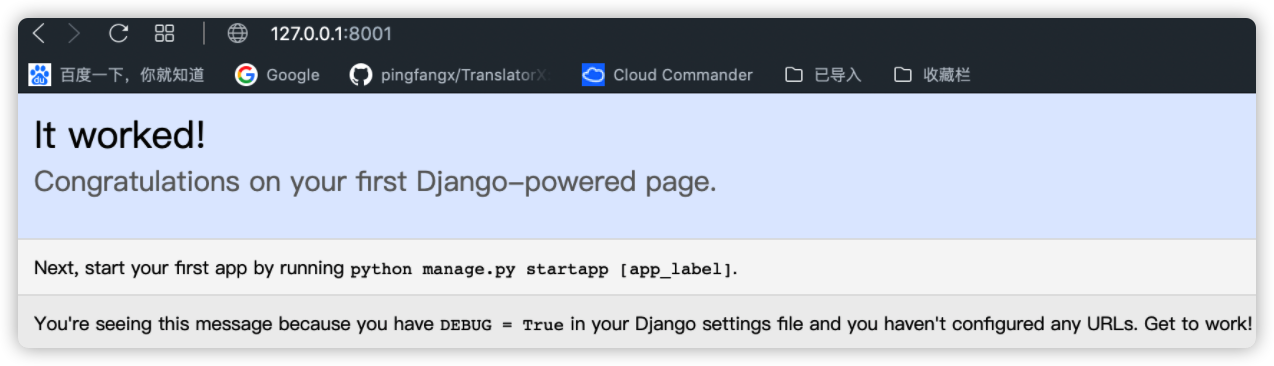 127.0.0.1:8001
百度一下，你就知道 Google pingfangx/TranslatorX Cloud Commander 已导入 收藏栏
It worked!
Congratulations on your first Django-powered page.
Next, start your first app by running python manage.py startapp [app_label].
You're seeing this message because you have DEBUG = True in your Django settings file and you haven't configured any URLs. Get to work!